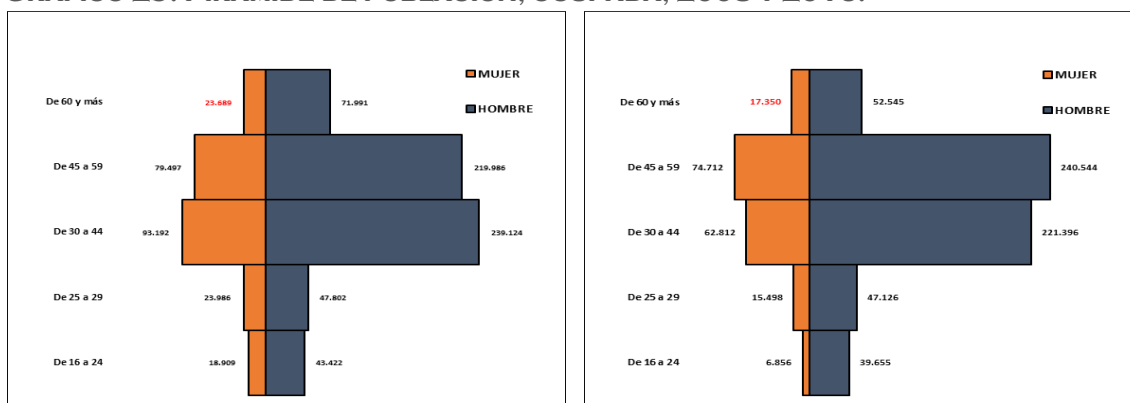 MUJER
De 60 y más 23.689 71.991
HOMBRE
De 45 a 59 79.497 219.986
De 30 a 44 93.192 239.124
De 25 a 29 23.986 47.802
De 16 a 24 18.909 43.422
MUJER
De 60 y más 17.350 52.545
HOMBRE
De 45 a 59 74.712 240.544
De 30 a 44 62.812 221.396
De 25 a 29 15.498 47.126
De 16 a 24 6.856 39.655